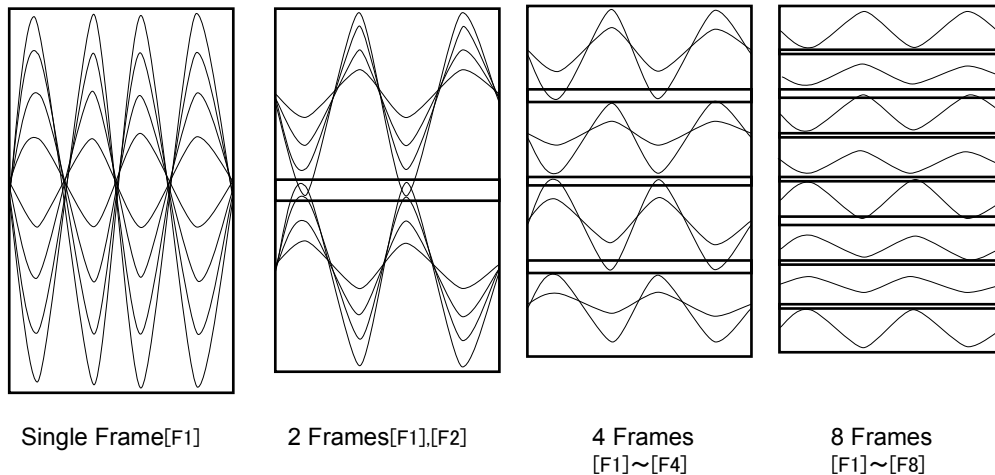 Single Frame[F1]
2 Frames[F1],[F2]
4 Frames
[F1]～[F4]
8 Frames
[F1]～[F8]